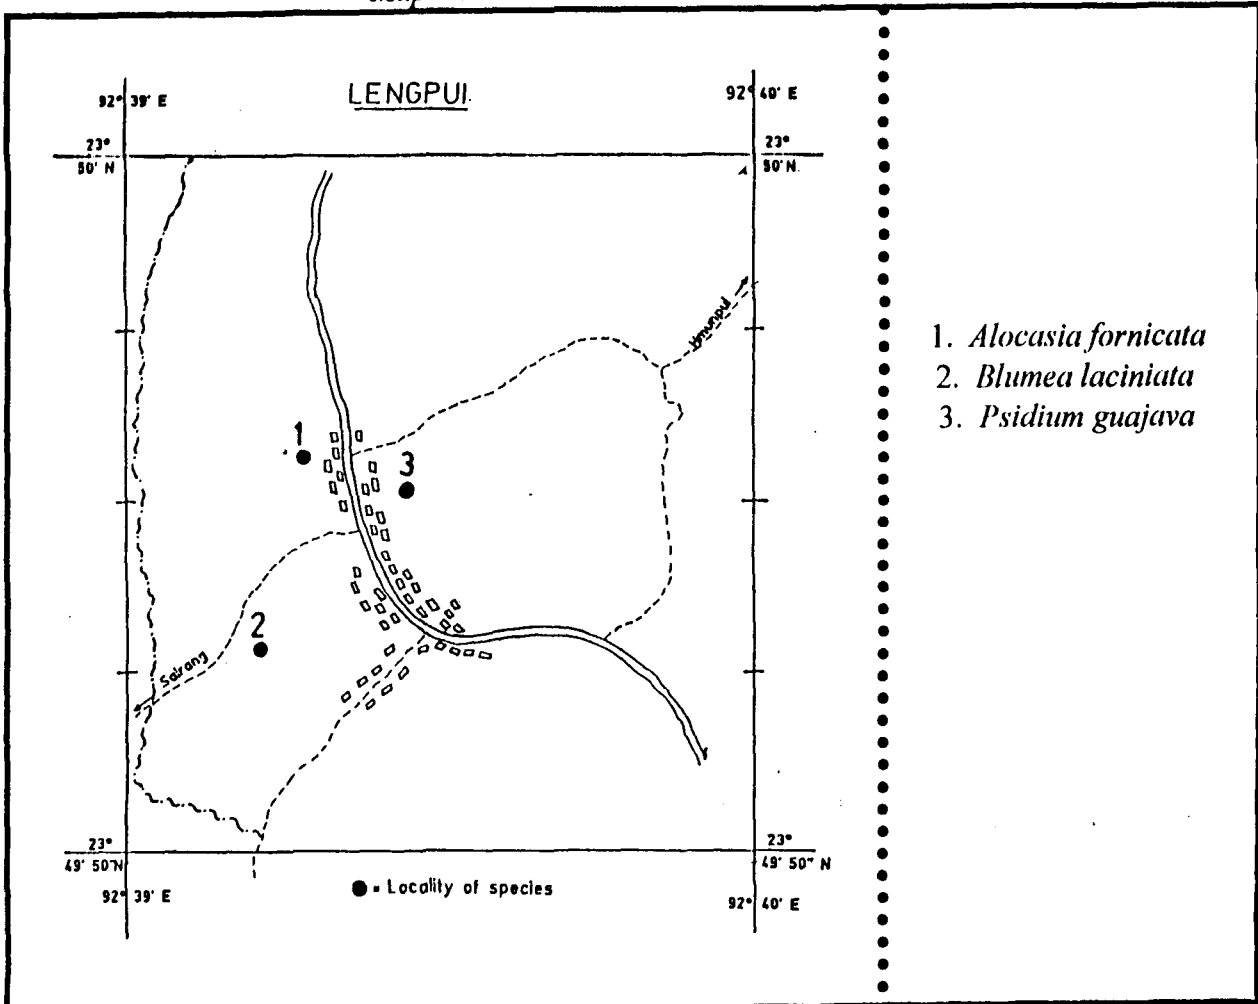 LENGPUI
92° 39' E
92° 40' E
23°
50' N
23°
50' N.
Hmunpui
1
3
2
Sairang
23°
49' 50" N
92° 39' E
23°
49' 50" N
92° 40' E
● = Locality of species
1. Alocasia fornicata
2. Blumea laciniata
3. Psidium guajava